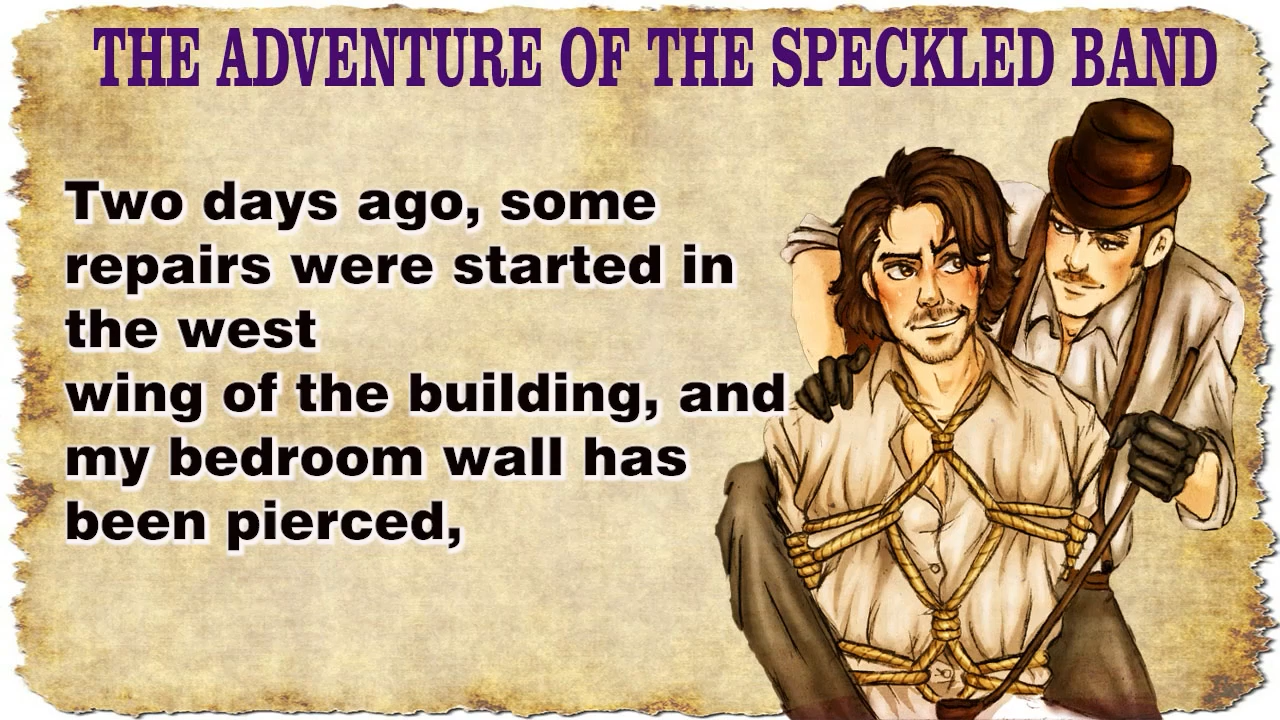 THE ADVENTURE OF THE SPECKLED BAND
Two days ago, some
repairs were started in
the west
wing of the building, and
my bedroom wall has
been pierced,